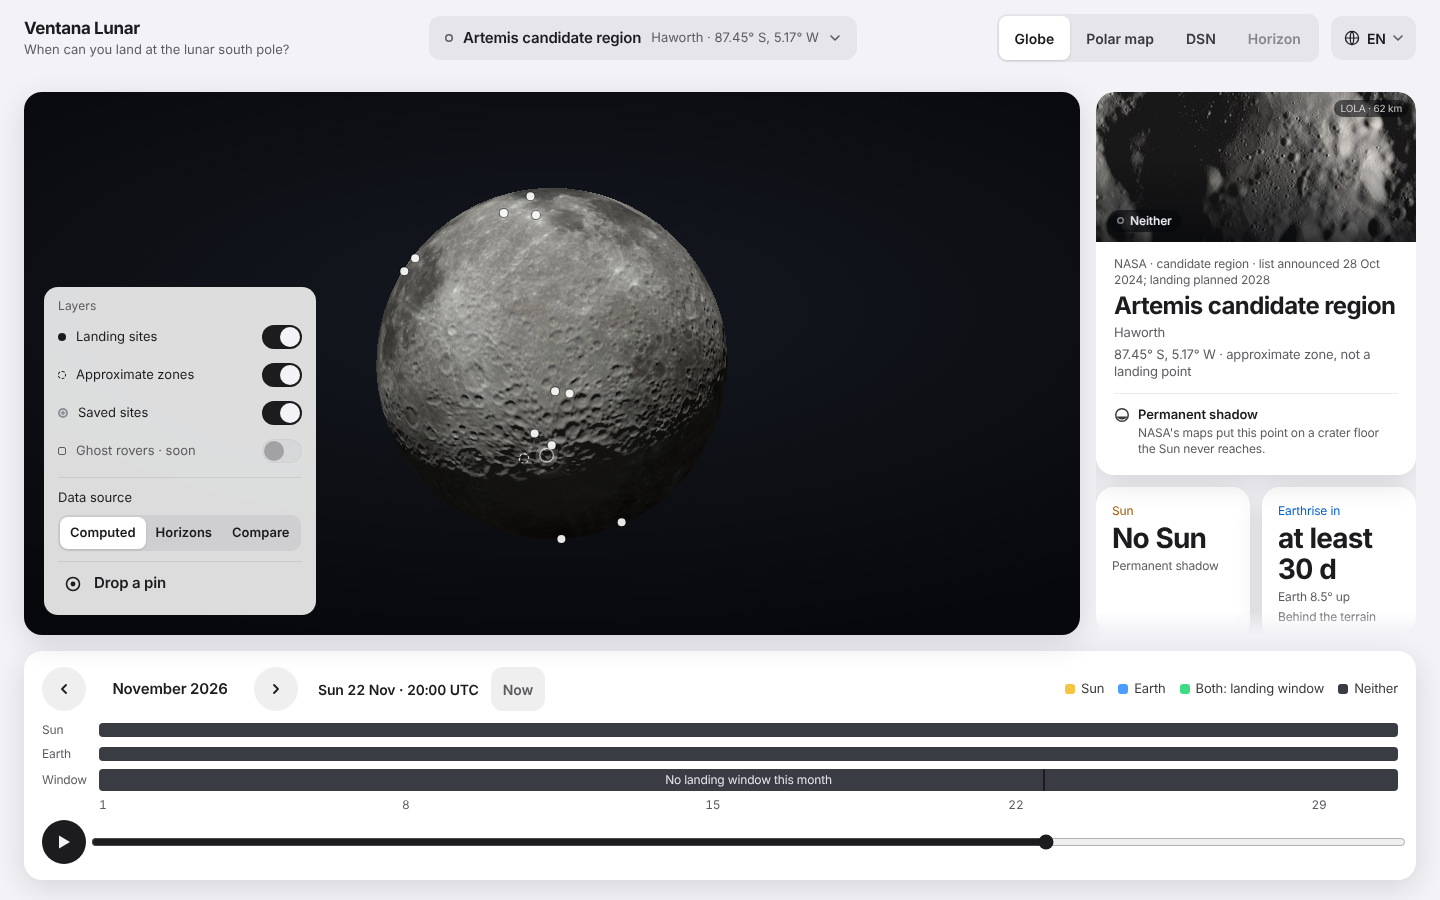 Ventana Lunar
When can you land at the lunar south pole?
Artemis candidate region Haworth · 87.45° S, 5.17° W
Globe Polar map DSN Horizon
EN
Layers
Landing sites
Approximate zones
Saved sites
Ghost rovers · soon
Data source
Computed Horizons Compare
Drop a pin
LOLA · 62 km
Neither
NASA · candidate region · list announced 28 Oct
2024; landing planned 2028
Artemis candidate region
Haworth
87.45° S, 5.17° W · approximate zone, not a
landing point
Permanent shadow
NASA's maps put this point on a crater floor
the Sun never reaches.
Sun
No Sun
Permanent shadow
Earthrise in
at least
30 d
Earth 8.5° up
Behind the terrain
November 2026
Sun 22 Nov · 20:00 UTC
Now
Sun Earth Both: landing window Neither
Sun
Earth
Window
No landing window this month
1 8 15 22 29